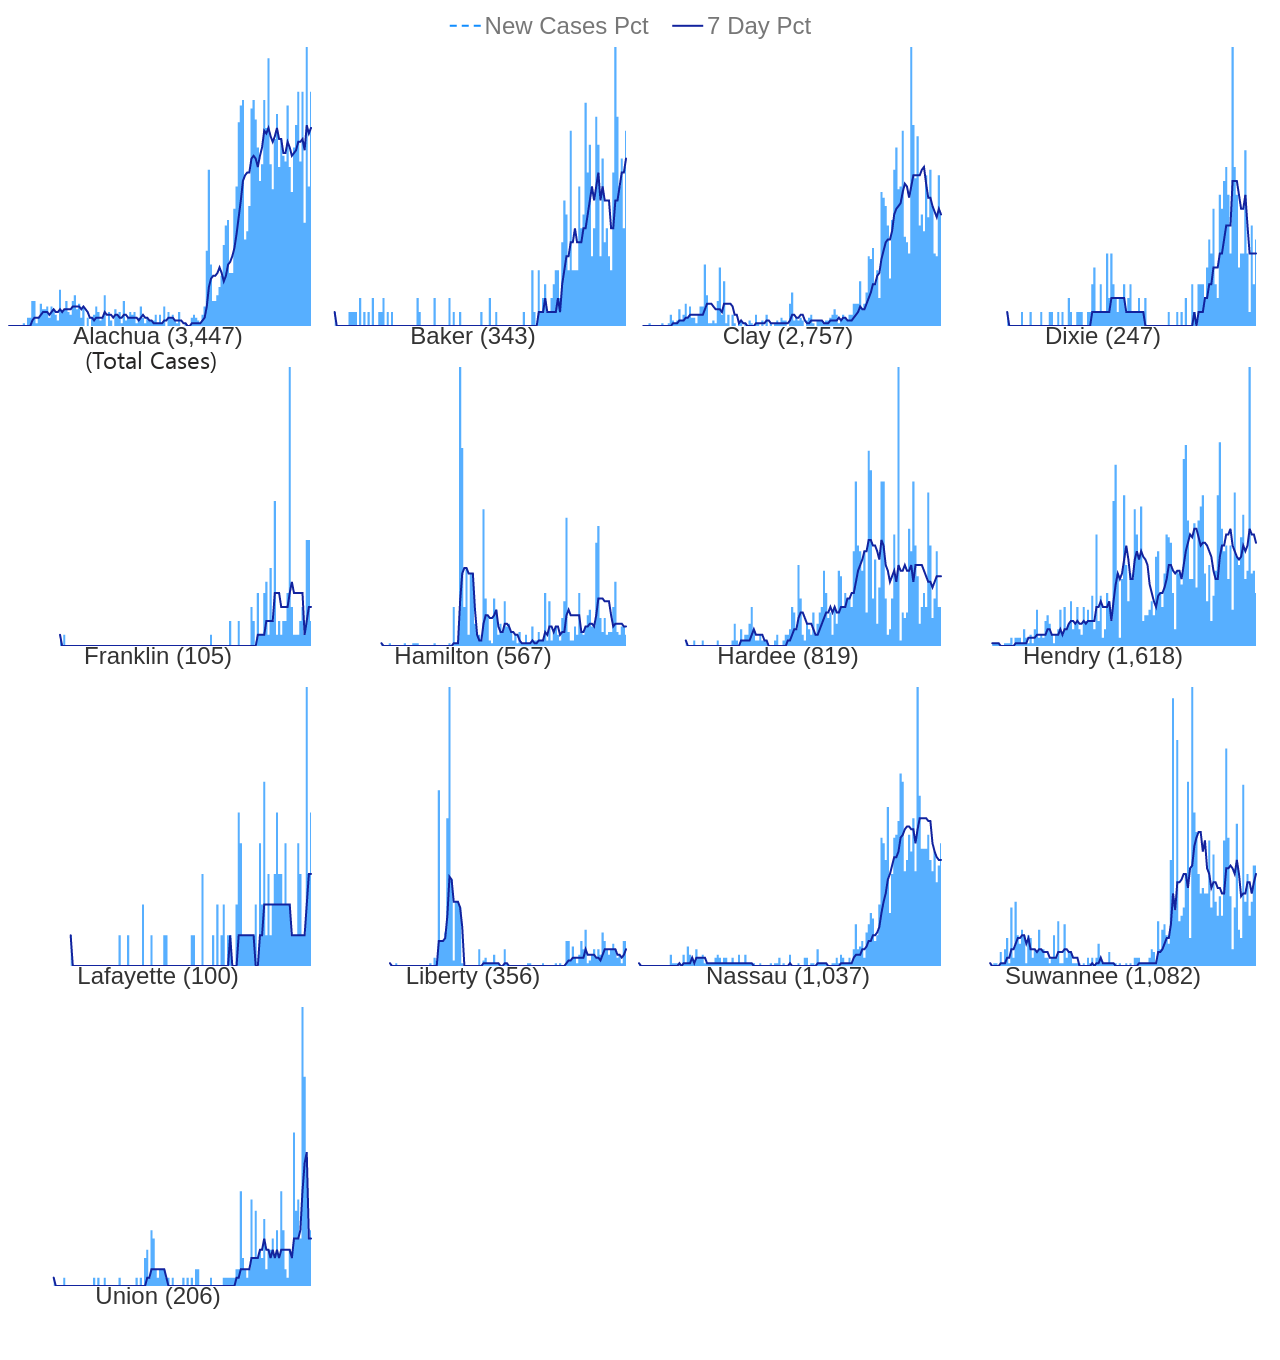 New Cases Pct 7 Day Pct
Alachua (3,447) Baker (343) Clay (2,757) Dixie (247)
(Total Cases)
Franklin (105) Hamilton (567) Hardee (819) Hendry (1,618)
Lafayette (100) Liberty (356) Nassau (1,037) Suwannee (1,082)
Union (206)